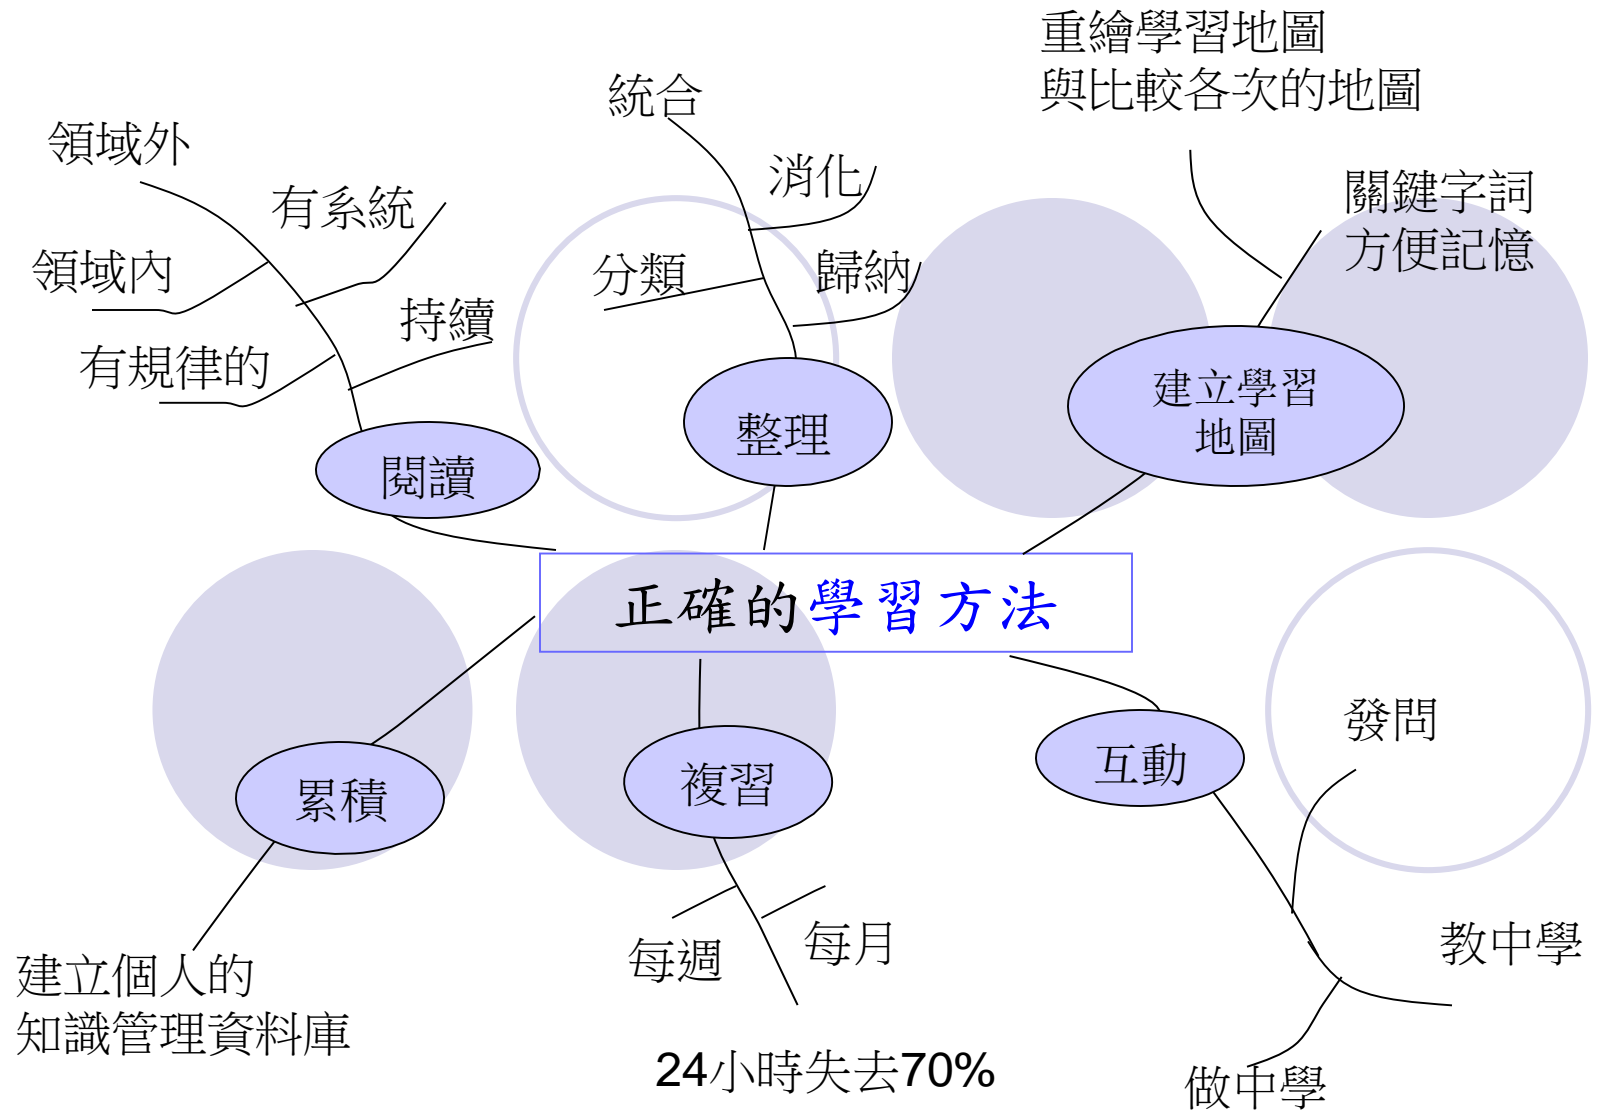 重繪學習地圖
與比較各次的地圖
統合
領域外
消化
關鍵字詞
方便記憶
有系統
領域內
分類
歸納
持續
有規律的
建立學習
地圖
整理
閱讀
正確的學習方法
發問
互動
複習
累積
每月
教中學
每週
建立個人的
知識管理資料庫
24小時失去70%
做中學